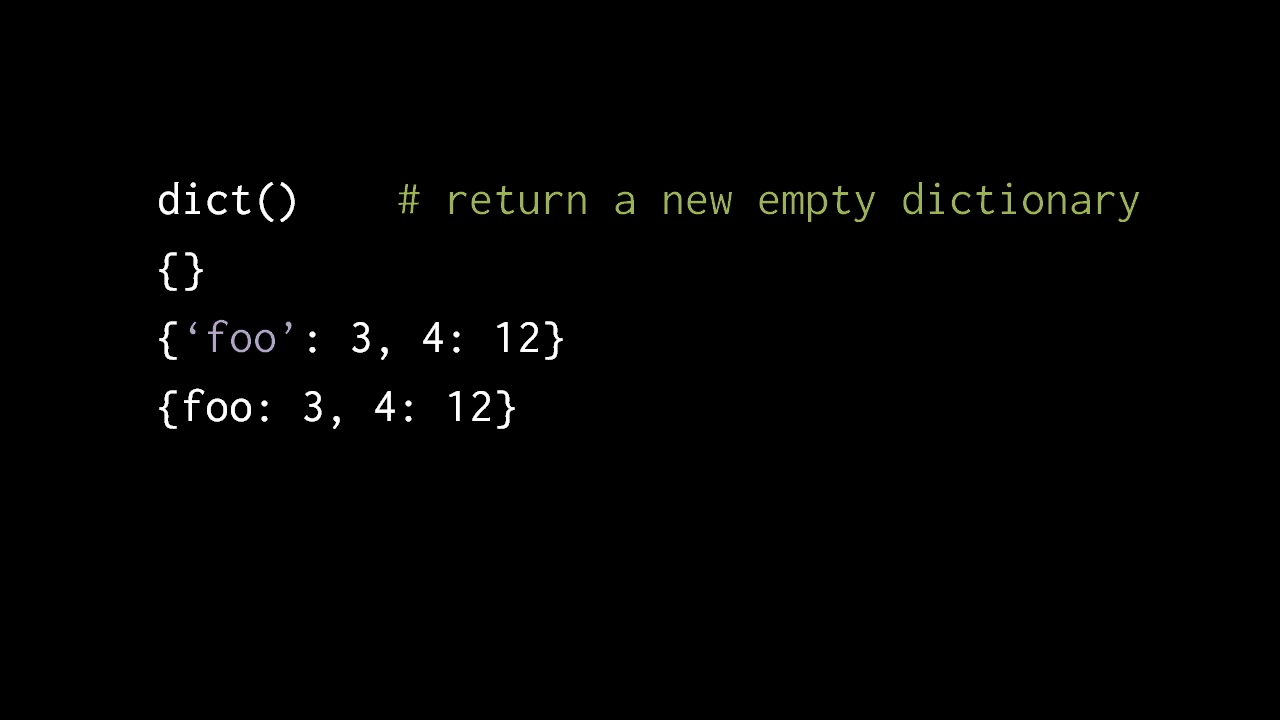 dict()    # return a new empty dictionary
{}
{‘foo’: 3, 4: 12}
{foo: 3, 4: 12}